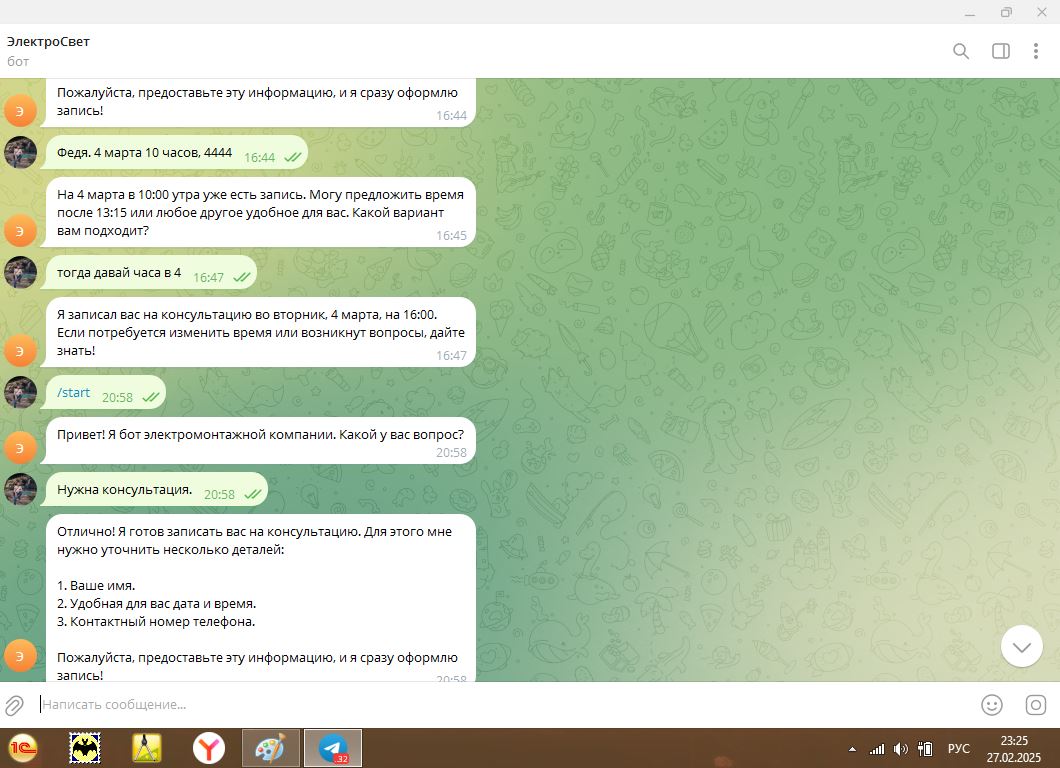 ЭлектроСвет
бот
Пожалуйста, предоставьте эту информацию, и я сразу оформлю
запись!
16:44
Э
Федя. 4 марта 10 часов, 4444 16:44
На 4 марта в 10:00 утра уже есть запись. Могу предложить время
после 13:15 или любое другое удобное для вас. Какой вариант
вам подходит?
16:45
Э
тогда давай часа в 4 16:47
Я записал вас на консультацию во вторник, 4 марта, на 16:00.
Если потребуется изменить время или возникнут вопросы, дайте
знать!
16:47
Э
/start 20:58
Привет! Я бот электромонтажной компании. Какой у вас вопрос?
20:58
Э
Нужна консультация. 20:58
Отлично! Я готов записать вас на консультацию. Для этого мне
нужно уточнить несколько деталей:
1. Ваше имя.
2. Удобная для вас дата и время.
3. Контактный номер телефона.
Пожалуйста, предоставьте эту информацию, и я сразу оформлю
запись!
20:58
Э
Написать сообщение...
1С
Y
32
РУС
23:25
27.02.2025